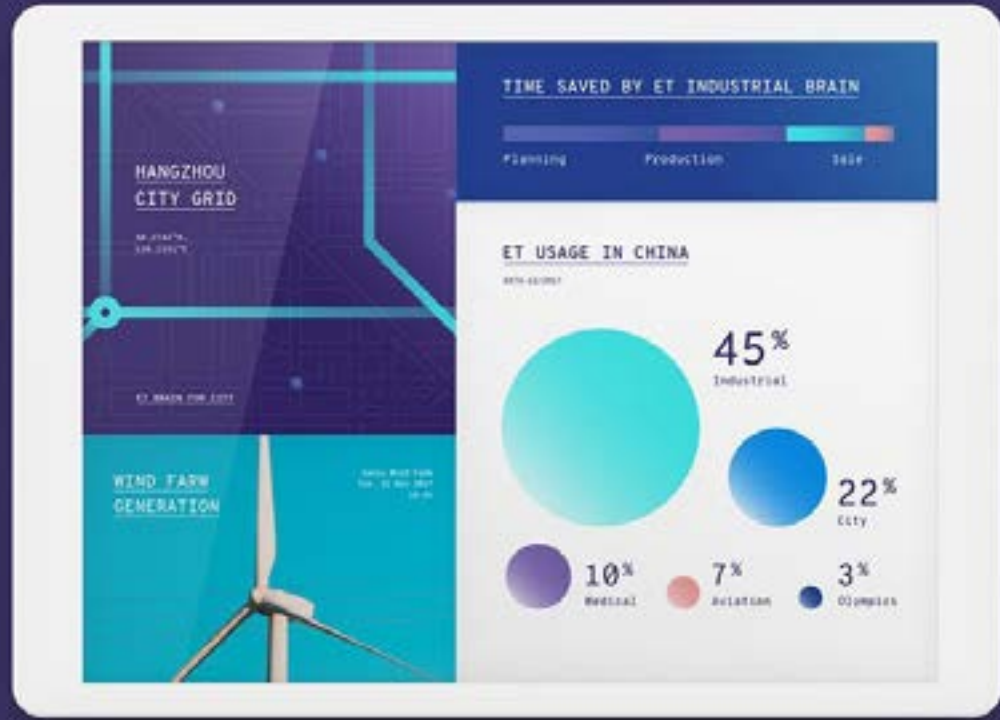 HANGZHOU
CITY GRID
ET BRAIN FOR CITY
WIND FARM
GENERATION
TIME SAVED BY ET INDUSTRIAL BRAIN
Planning Production Sale
ET USAGE IN CHINA
45%
Industrial
22%
City
10%
Medical
7%
Aviation
3%
Olympics